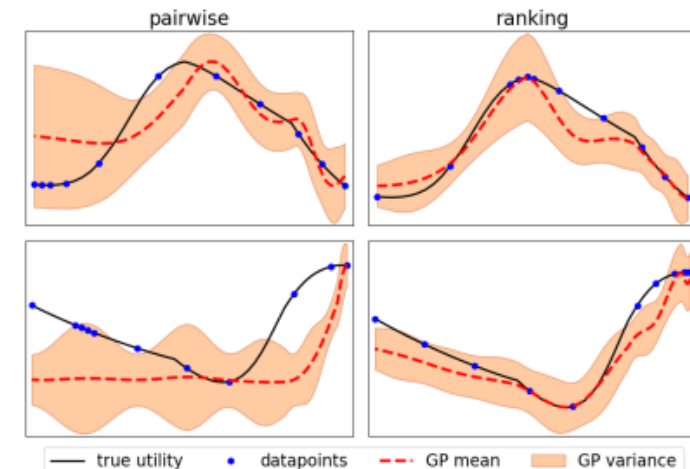 pairwise
ranking
true utility
datapoints
GP mean
GP variance